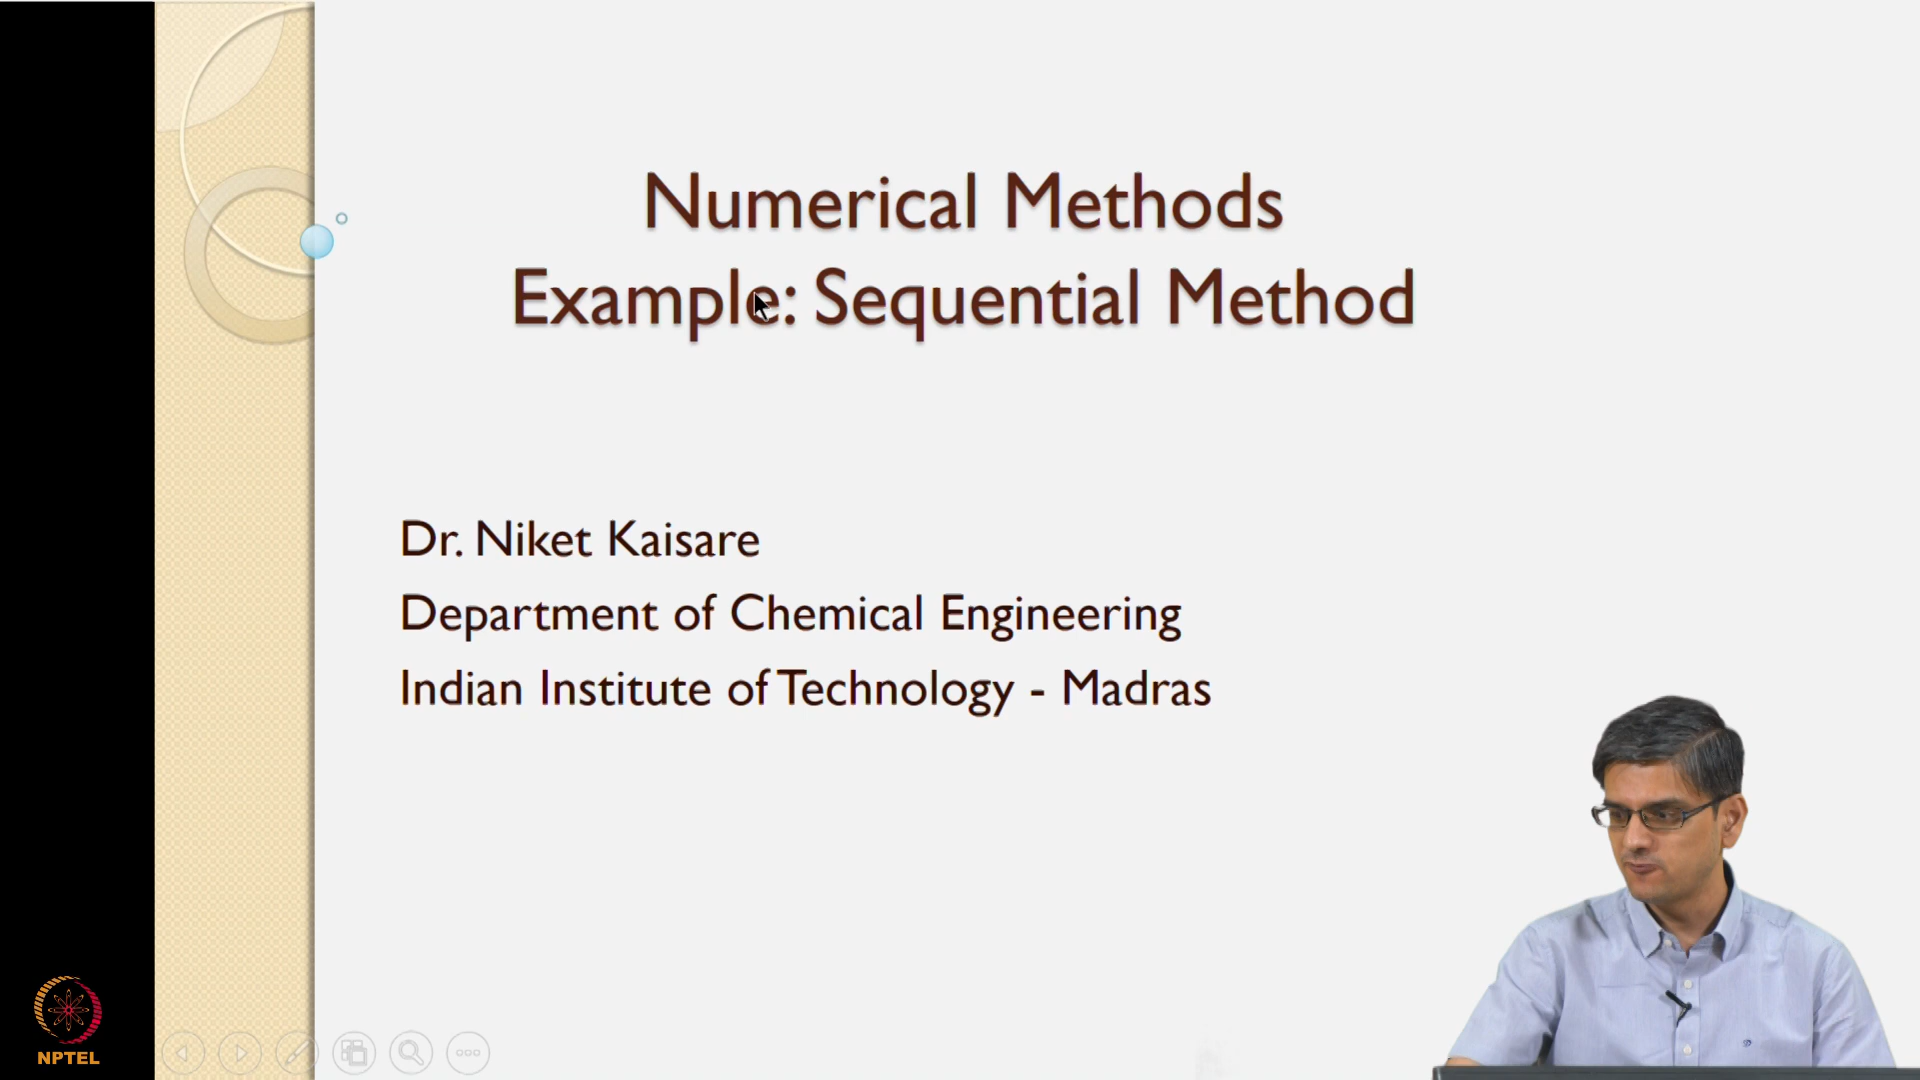 Numerical Methods
Example: Sequential Method
Dr. Niket Kaisare
Department of Chemical Engineering
Indian Institute of Technology - Madras
NPTEL